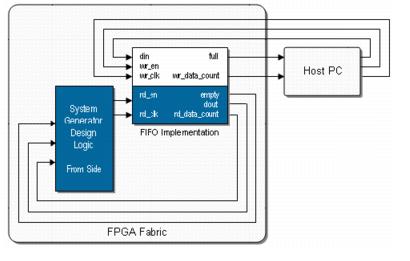 din full
wr_en
wr_clk wr_data_count
rd_en empty
dout
rd_clk rd_data_count
FIFO Implementation
Host PC
System
Generator
Design
Logic
From Side
FPGA Fabric